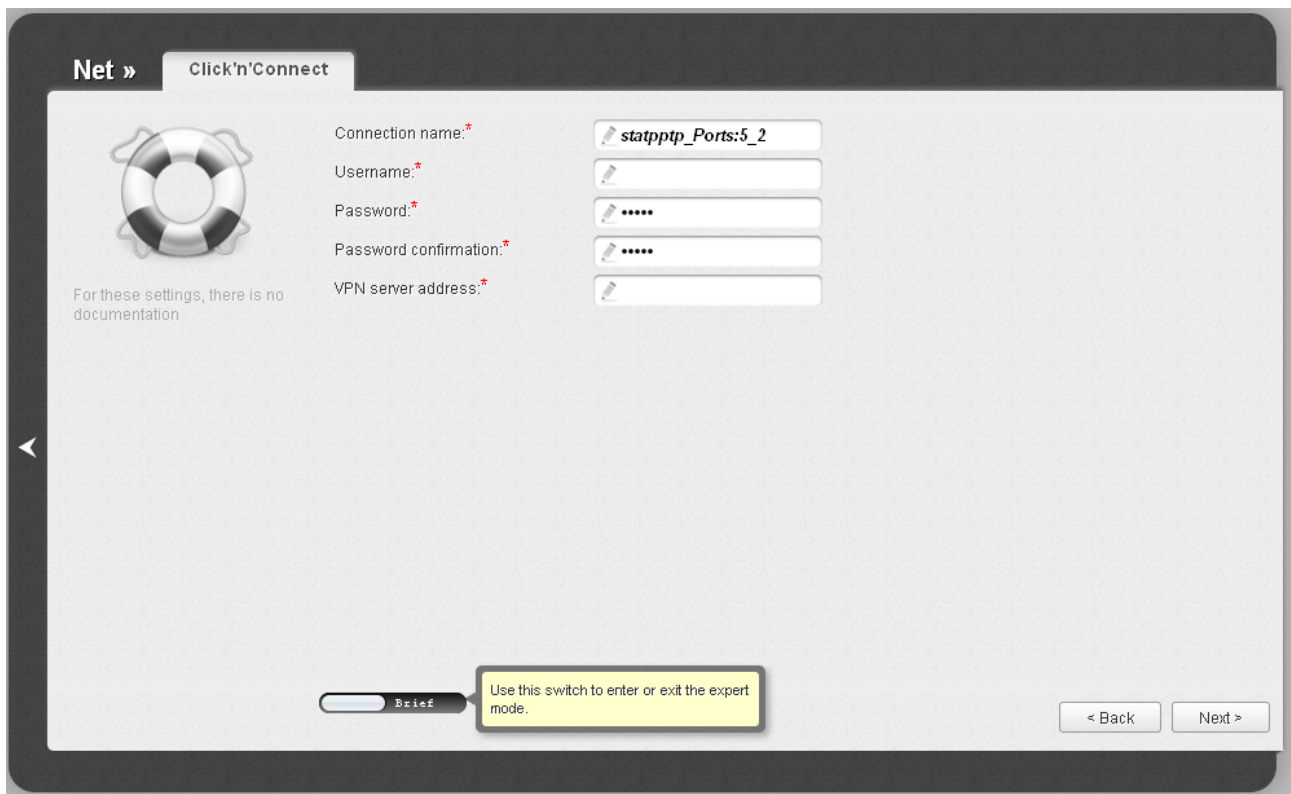 Net »
Click'n'Connect
Connection name:*
statpptp_Ports:5_2
Username:*
Password:*
•••••
Password confirmation:*
•••••
VPN server address:*
For these settings, there is no
documentation
Brief
Use this switch to enter or exit the expert
mode.
< Back
Next >